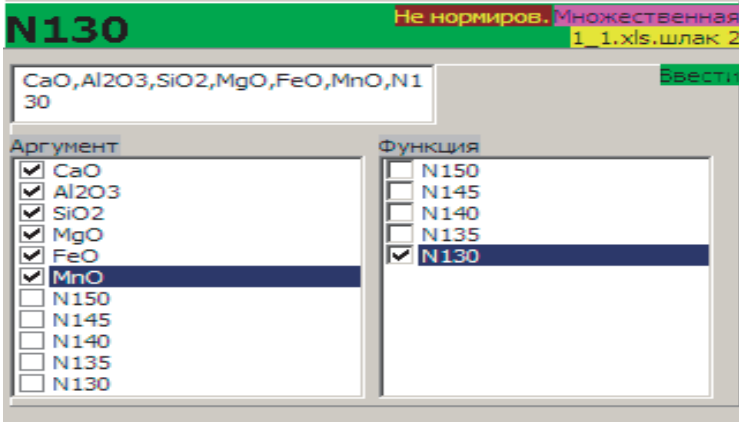 N130
Не нормиров. Множественная
1_1.xls.шлак 2
CaO,Al2O3,SiO2,MgO,FeO,MnO,N1
30
Ввести
Аргумент
CaO
Al2O3
SiO2
MgO
FeO
MnO
N150
N145
N140
N135
N130
Функция
N150
N145
N140
N135
N130